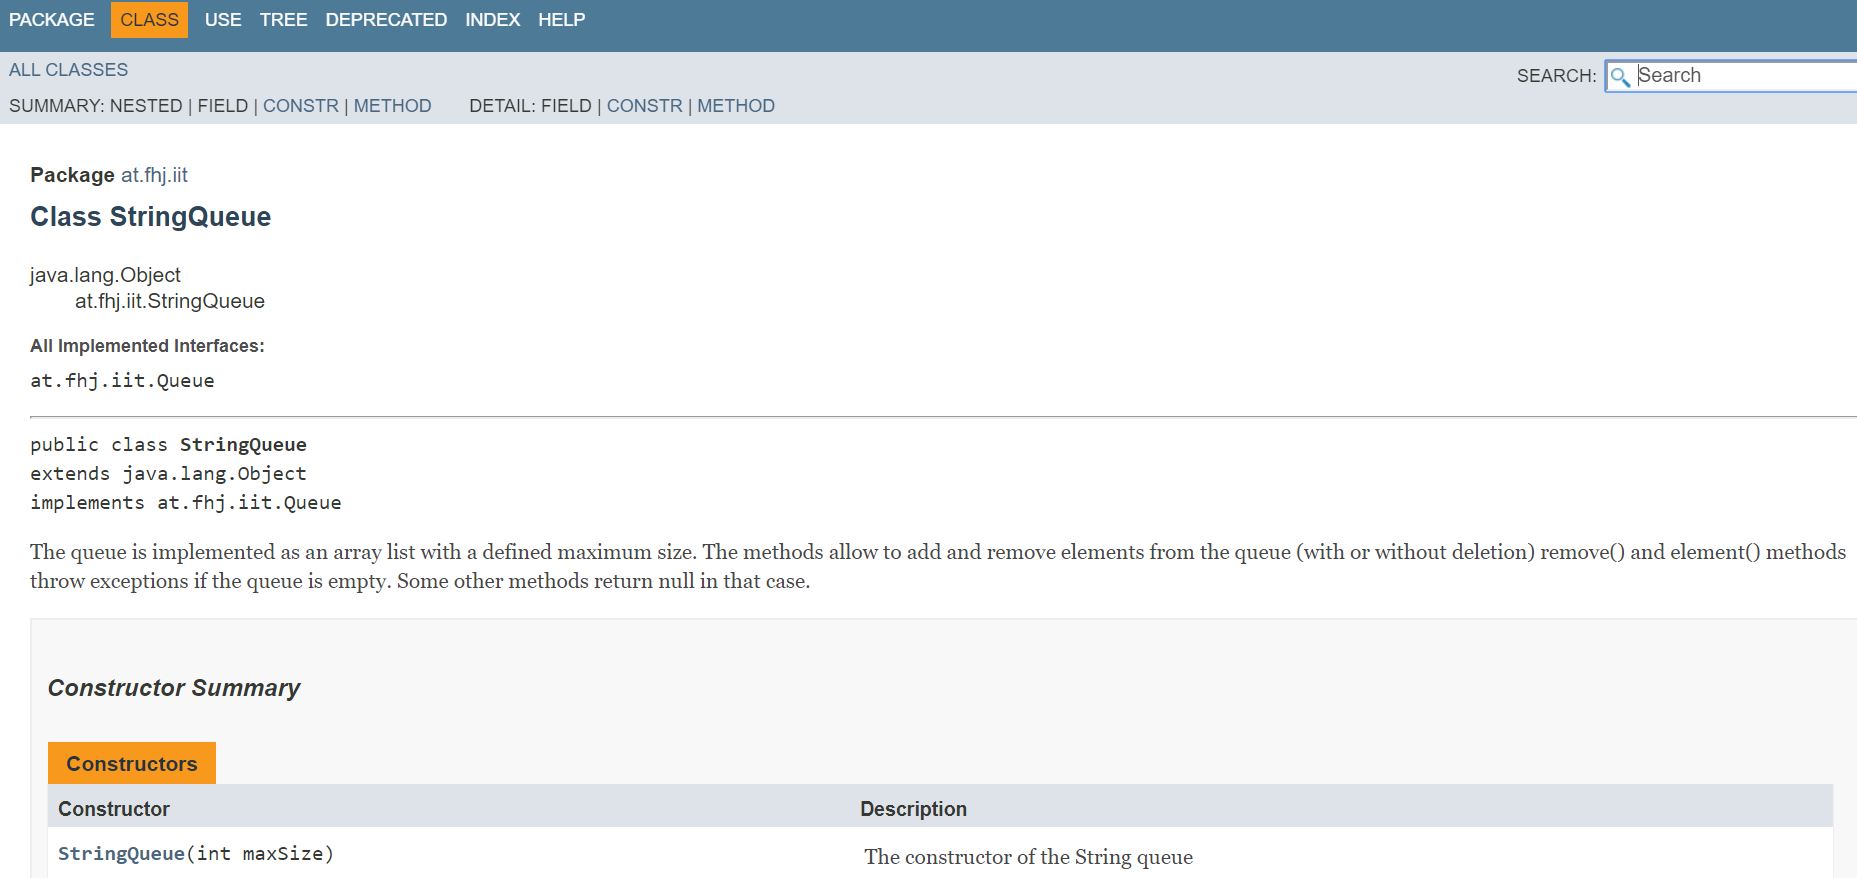 PACKAGE CLASS USE TREE DEPRECATED INDEX HELP
ALL CLASSES
SEARCH: Search
SUMMARY: NESTED | FIELD | CONSTR | METHOD DETAIL: FIELD | CONSTR | METHOD
Package at.fhj.iit
Class StringQueue
java.lang.Object
at.fhj.iit.StringQueue
All Implemented Interfaces:
at.fhj.iit.Queue
public class StringQueue
extends java.lang.Object
implements at.fhj.iit.Queue
The queue is implemented as an array list with a defined maximum size. The methods allow to add and remove elements from the queue (with or without deletion) remove() and element() methods
throw exceptions if the queue is empty. Some other methods return null in that case.
Constructor Summary
Constructors
Constructor Description
StringQueue(int maxSize) The constructor of the String queue